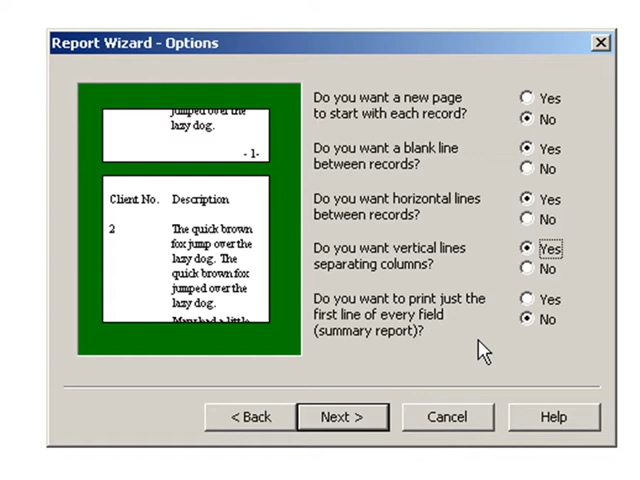 Report Wizard - Options
jumped over the
lazy dog.
- 1-
Client No. Description
2 The quick brown
fox jump over the
lazy dog. The
quick brown fox
jumped over the
lazy dog.
Mary had a little
Do you want a new page
to start with each record?
Yes
No
Do you want a blank line
between records?
Yes
No
Do you want horizontal lines
between records?
Yes
No
Do you want vertical lines
separating columns?
Yes
No
Do you want to print just the
first line of every field
(summary report)?
Yes
No
< Back Next > Cancel Help